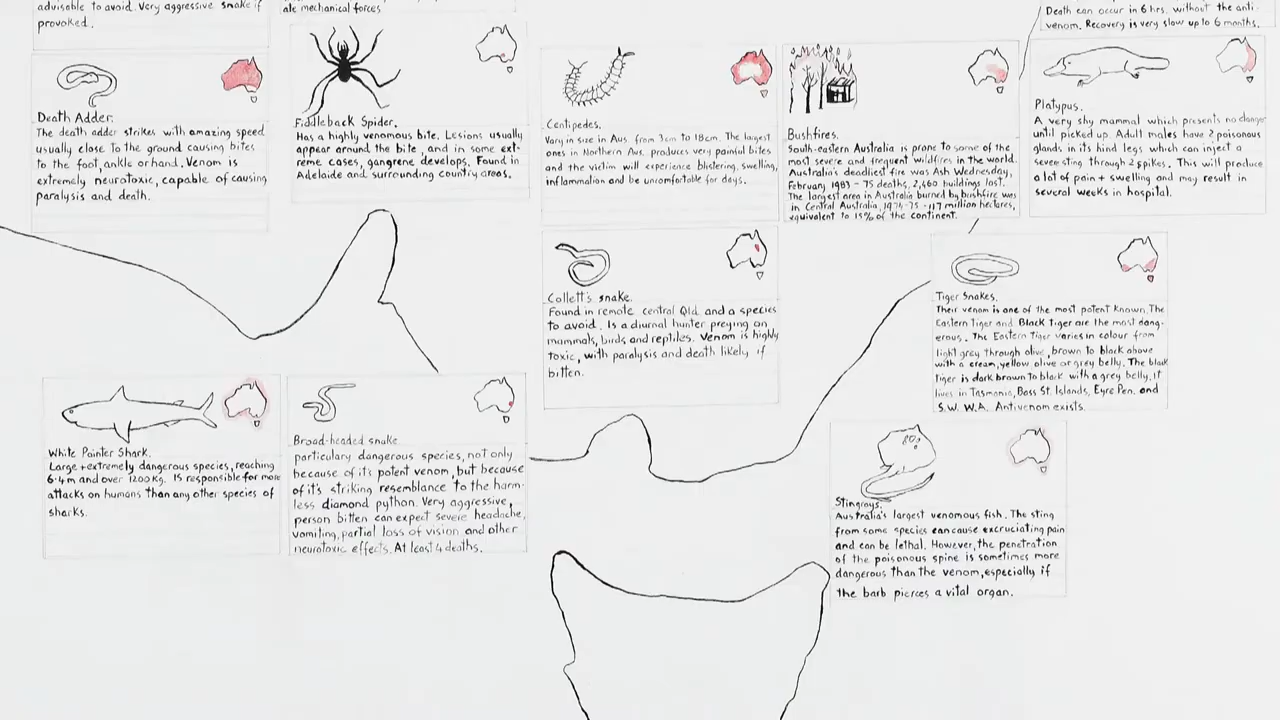 advisable to avoid. Very aggressive snake if
provoked.
ale mechanical forces
Death can occur in 6 hrs. without the anti-
venom. Recovery is very slow up to 6 months.
Death Adder.
The death adder strikes with amazing speed
usually close to the ground causing bites
to the foot, ankle or hand. Venom is
extremely neurotoxic, capable of causing
paralysis and death.
Fiddleback Spider.
Has a highly venomous bite. Lesions usually
appear around the bite, and in some ext-
reme cases, gangrene develops. Found in
Adelaide and surrounding country areas.
Centipedes.
Vary in size in Aus. from 3cm to 18cm. The largest
ones in Northern Aus. produces very painful bites
and the victim will experience blistering, swelling,
inflammation and be uncomfortable for days.
Bushfires.
South-eastern Australia is prone to some of the
most severe and frequent wildfires in the world.
Australia's deadliest fire was Ash Wednesday,
February 1983 - 75 deaths, 2,460 buildings lost.
The largest area in Australia burned by bushfire was
in Central Australia, 1974-75 - 117 million hectares,
equivalent to 15% of the continent.
Platypus.
A very shy mammal which presents no danger
until picked up. Adult males have 2 poisonous
glands in its hind legs which can inject a
severe sting through 2 spikes. This will produce
a lot of pain + swelling and may result in
several weeks in hospital.
Collett's snake.
Found in remote central Qld. and a species
to avoid. Is a diurnal hunter preying on
mammals, birds and reptiles. Venom is highly
toxic, with paralysis and death likely if
bitten.
Tiger Snakes.
Their venom is one of the most potent known. The
Eastern Tiger and Black tiger are the most dang-
erous. The Eastern Tiger varies in colour from
light grey through olive, brown to black above
with a cream, yellow olive or grey belly. The black
tiger is dark brown to black with a grey belly, it
lives in Tasmania, Bass St. Islands, Eyre Pen. and
S.W. W.A. Antivenom exists.
White Pointer Shark.
Large + extremely dangerous species, reaching
6.4m and over 1200kg. IS responsible for more
attacks on humans than any other species of
sharks.
Broad-headed snake
particulary dangerous species, not only
because of it's potent venom, but because
of it's striking resemblance to the harm-
less diamond python. Very aggressive,
person bitten can expect severe headache,
vomiting, partial loss of vision and other
neurotoxic effects. At least 4 deaths.
Stingrays.
Australia's largest venomous fish. The sting
from some species can cause excruciating pain
and can be lethal. However, the penetration
of the poisonous spine is sometimes more
dangerous than the venom, especially if
the barb pierces a vital organ.